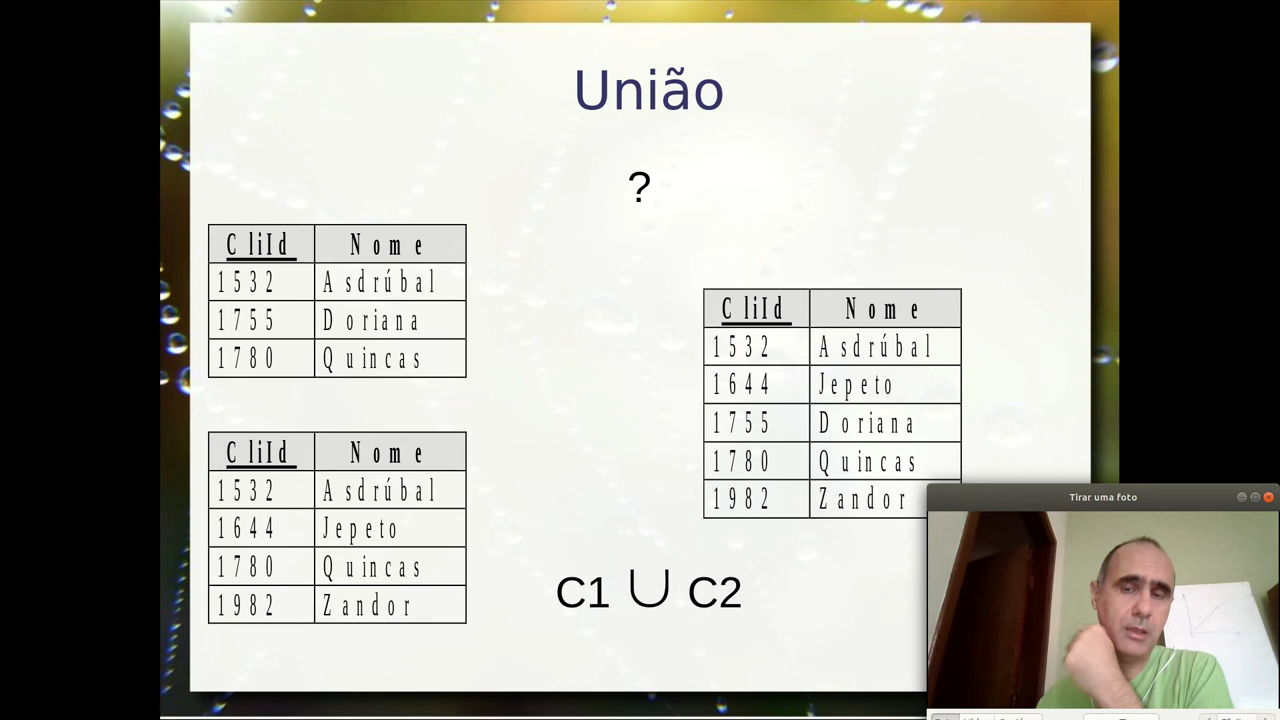 União
?
CliId Nome
1532 Asdrúbal
1755 Doriana
1780 Quincas
CliId Nome
1532 Asdrúbal
1644 Jepeto
1780 Quincas
1982 Zandor
CliId Nome
1532 Asdrúbal
1644 Jepeto
1755 Doriana
1780 Quincas
1982 Zandor
C1 ∪ C2
Tirar uma foto